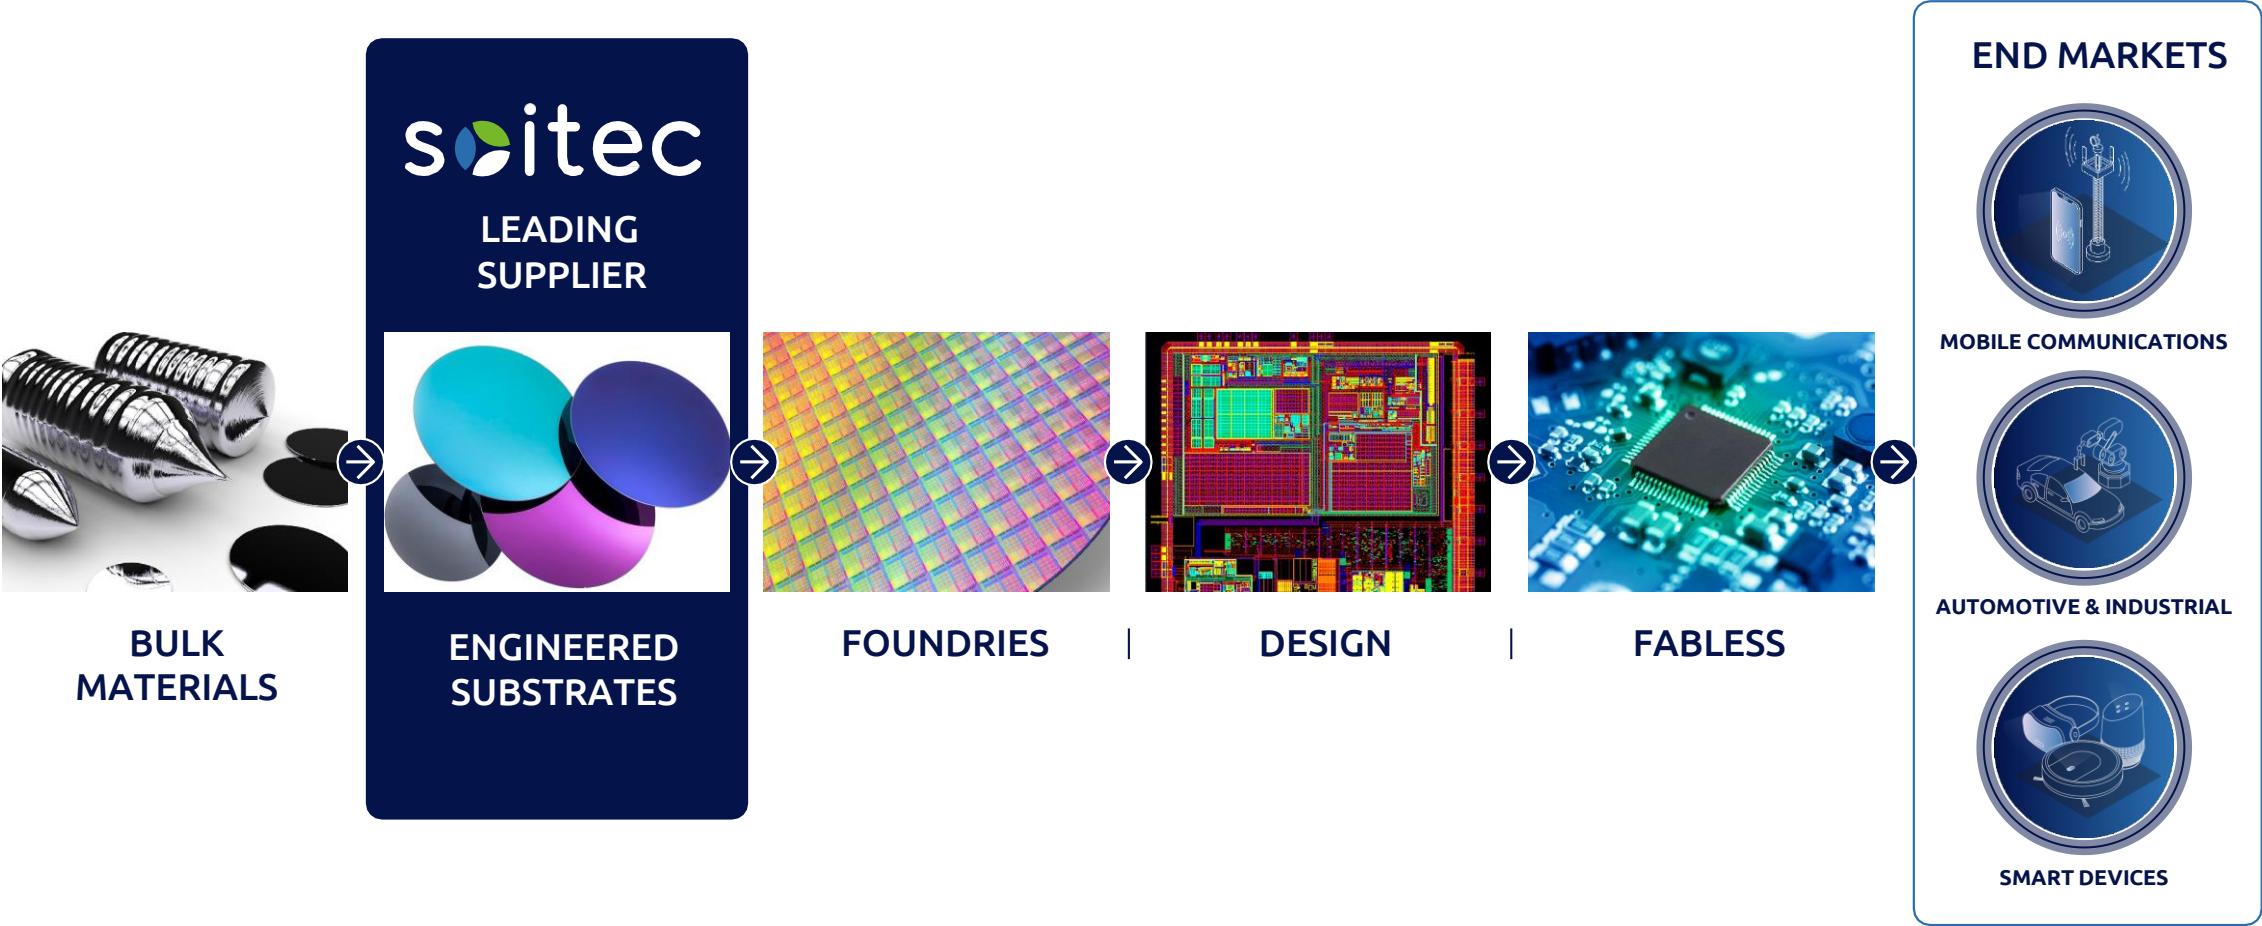 soitec
LEADING
SUPPLIER
BULK
MATERIALS
ENGINEERED
SUBSTRATES
FOUNDRIES
DESIGN
FABLESS
END MARKETS
MOBILE COMMUNICATIONS
AUTOMOTIVE & INDUSTRIAL
SMART DEVICES